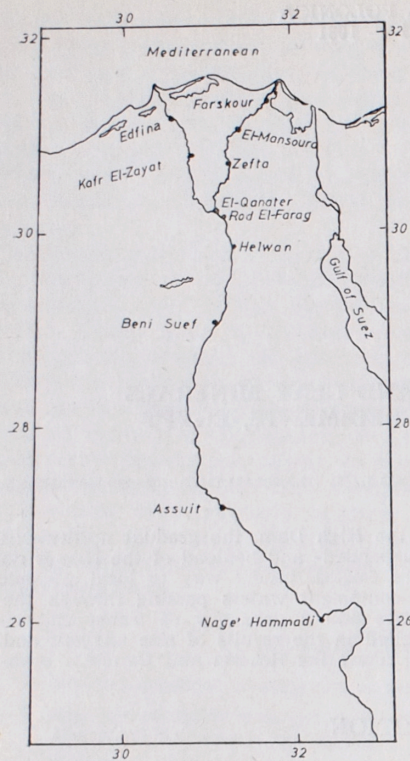 30 32
32 32
Mediterranean
Farskour
Edfina
El-Mansoura
Kafr El-Zayat
Zefta
El-Qanater
Rod El-Farag
30 30
Helwan
Gulf of Suez
Beni Suef
28 28
Assuit
26 26
Nage' Hammadi
30 32